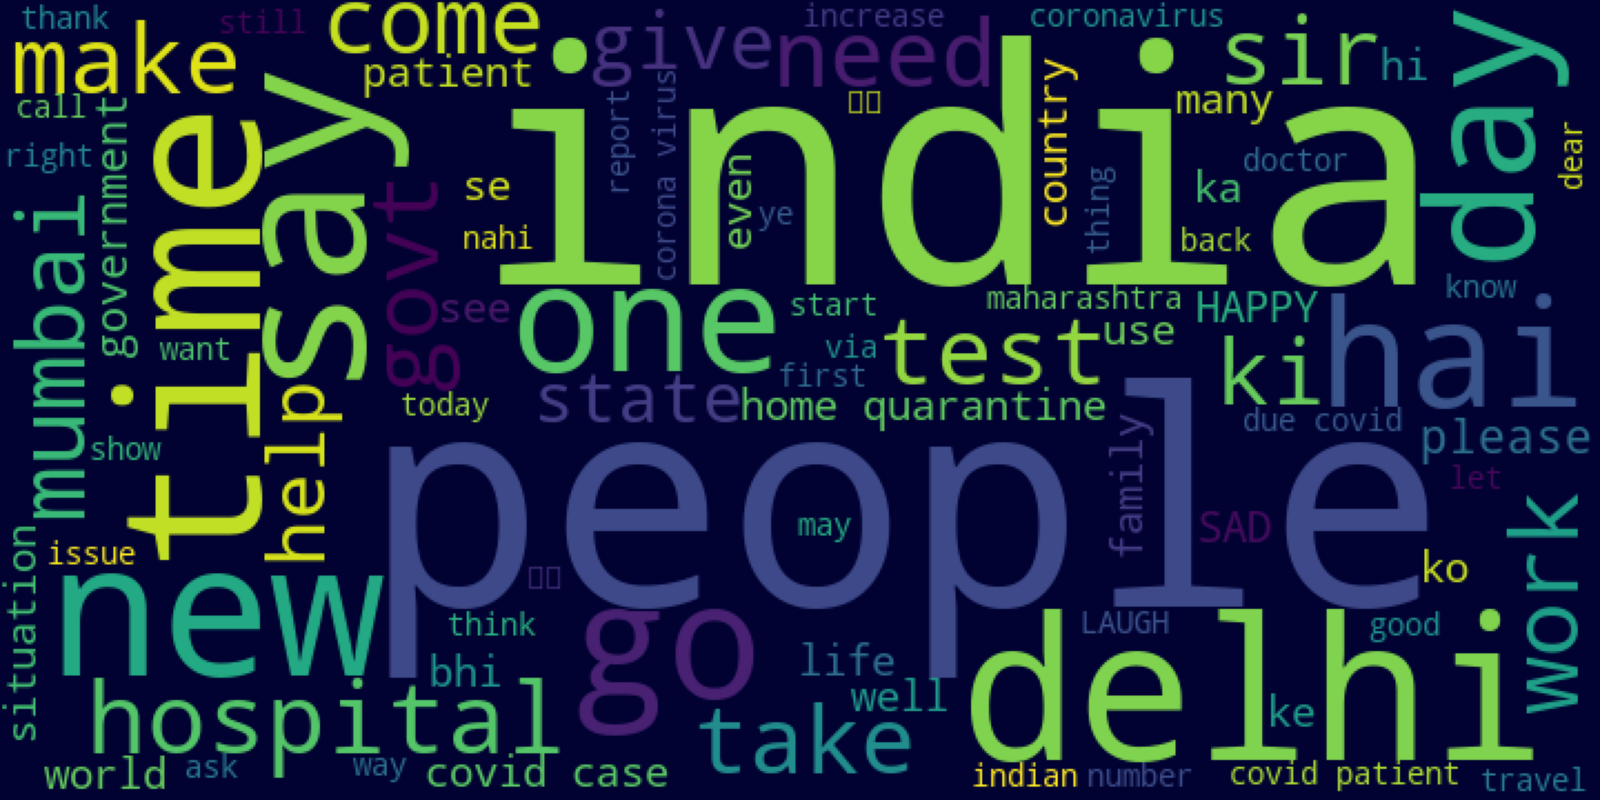 thank
still
come
give
need
increase
coronavirus
sir
hi
day
make
patient
call
government
right
time
say
govt
report
corona virus
india
country
many
doctor
dear
se
nahi
even
ye
thing
ka
back
know
mumbai
want
see
one
start
maharashtra
use
HAPPY
hai
via
first
test
ki
help
today
state
home quarantine
due covid
please
show
people
may
family
SAD
let
work
situation
issue
ko
new
think
go
LAUGH
good
bhi
life
well
delhi
ke
hospital
take
world
ask
way
covid case
indian
number
covid patient
travel